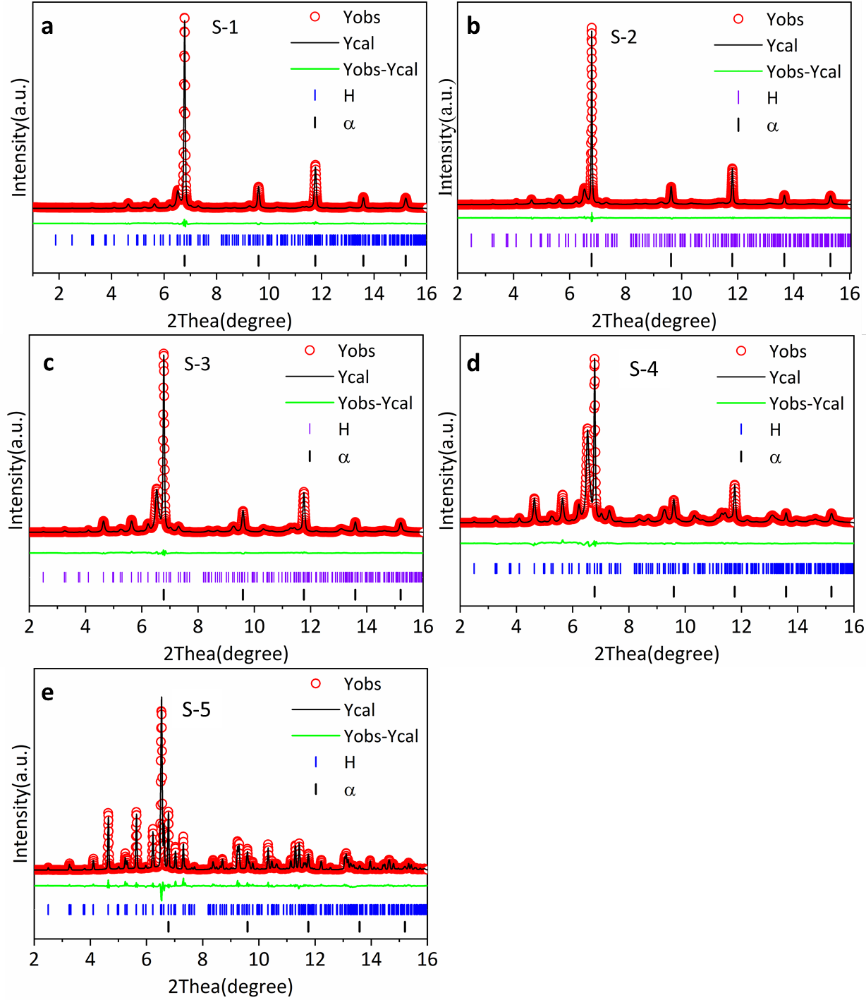 a
S-1
Yobs
Ycal
Yobs-Ycal
H
α
Intensity(a.u.)
2 4 6 8 10 12 14 16
2Thea(degree)
b
S-2
Yobs
Ycal
Yobs-Ycal
H
α
Intensity(a.u.)
2 4 6 8 10 12 14 16
2Thea(degree)
c
S-3
Yobs
Ycal
Yobs-Ycal
H
α
Intensity(a.u.)
2 4 6 8 10 12 14 16
2Thea(degree)
d
S-4
Yobs
Ycal
Yobs-Ycal
H
α
Intensity(a.u.)
2 4 6 8 10 12 14 16
2Thea(degree)
e
S-5
Yobs
Ycal
Yobs-Ycal
H
α
Intensity(a.u.)
2 4 6 8 10 12 14 16
2Thea(degree)